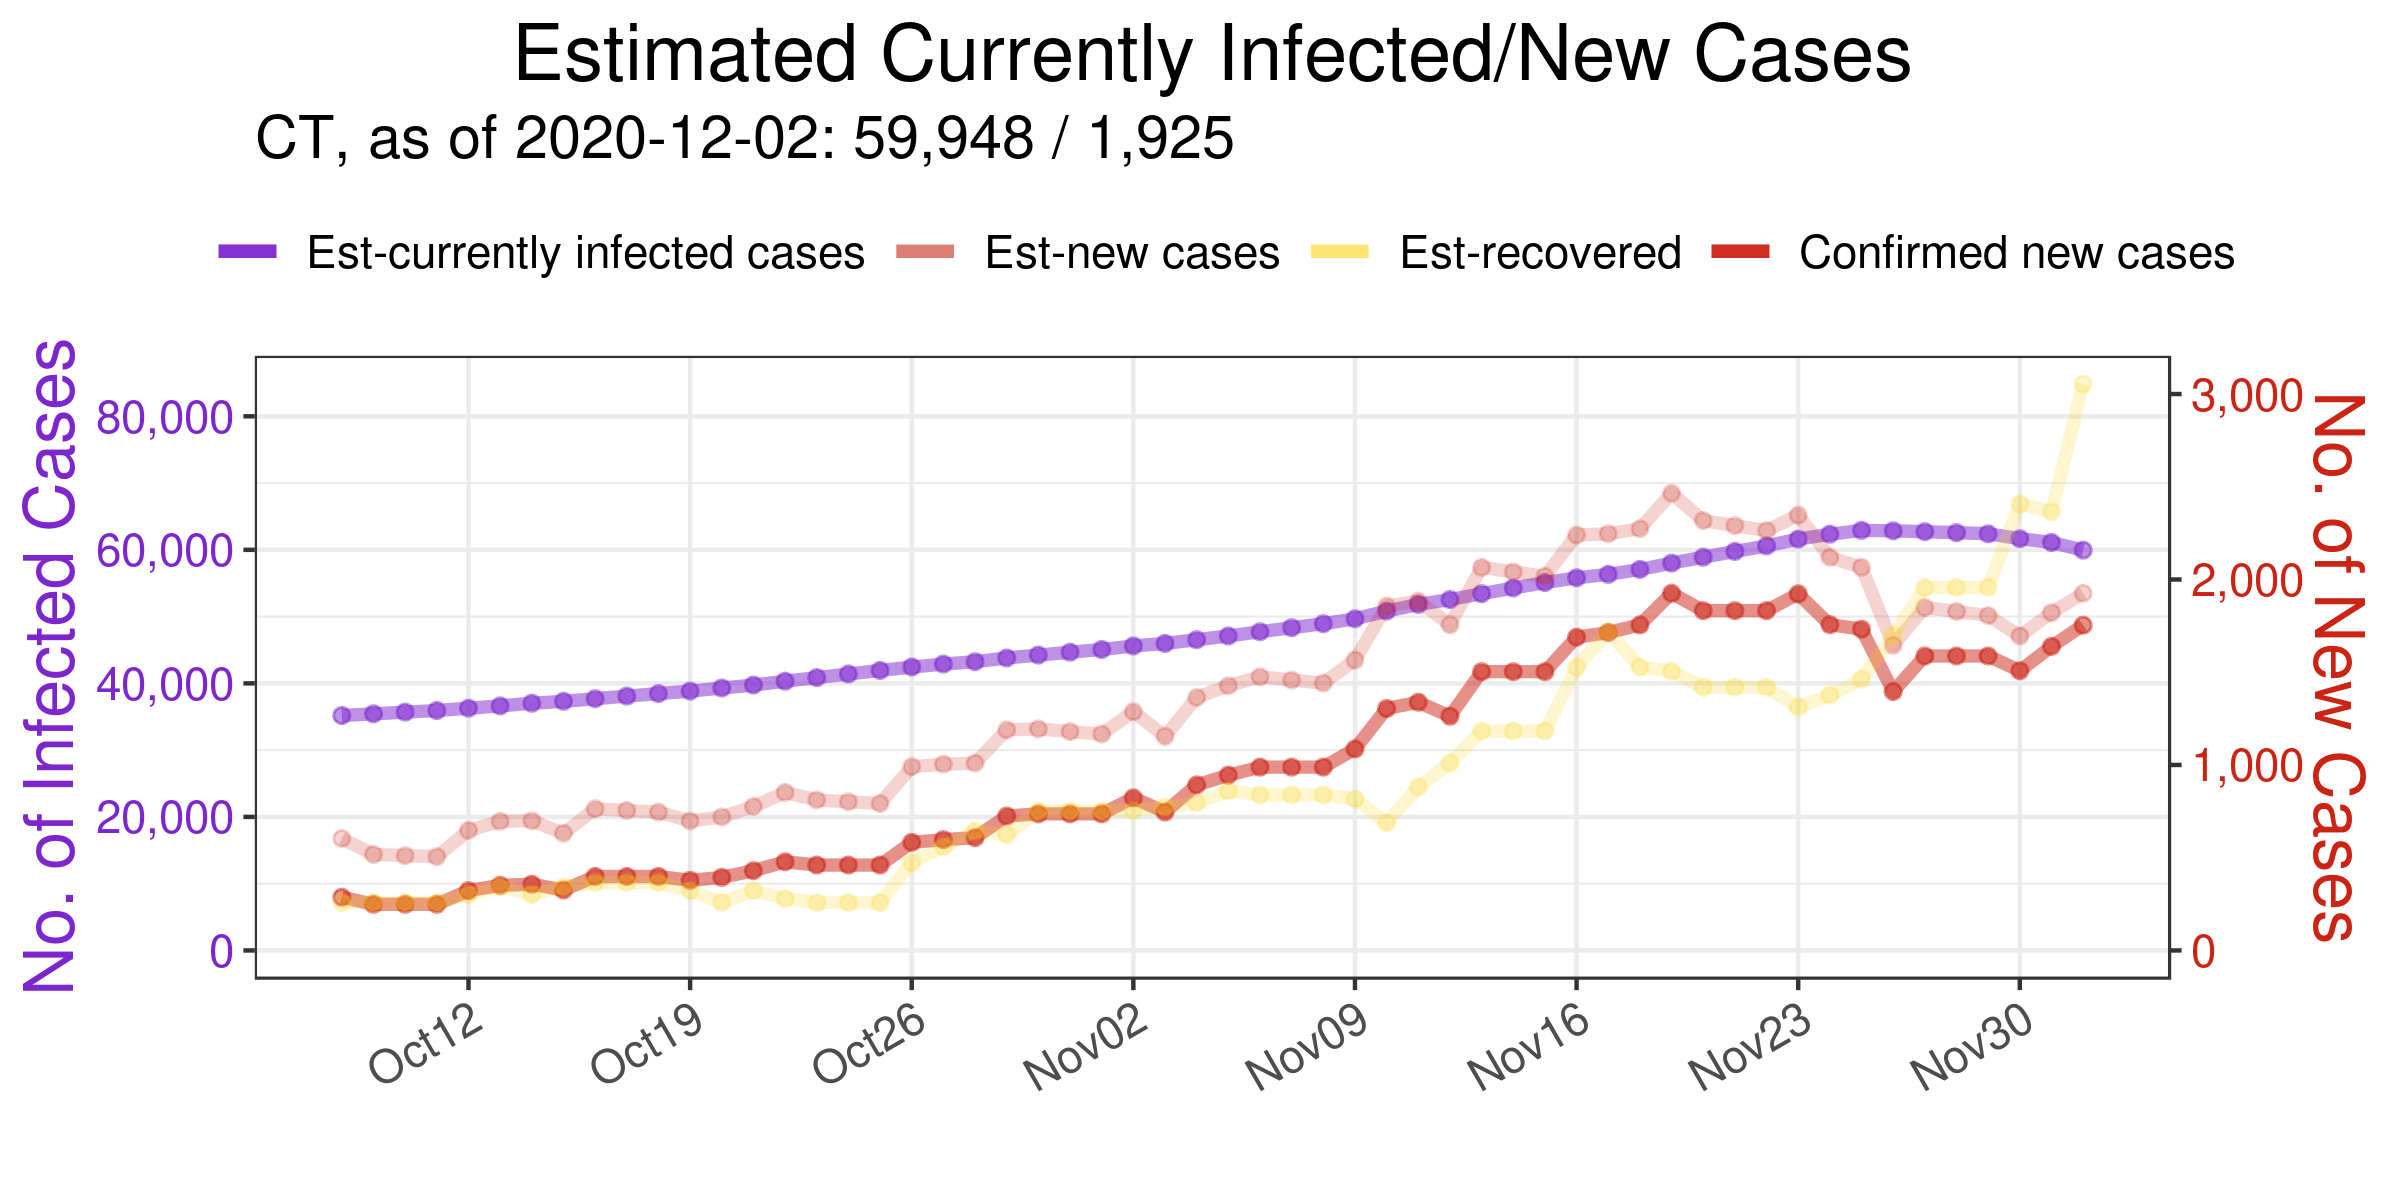 Estimated Currently Infected/New Cases
CT, as of 2020-12-02: 59,948 / 1,925
Est-currently infected cases Est-new cases Est-recovered Confirmed new cases
No. of Infected Cases
80,000
60,000
40,000
20,000
0
3,000
2,000
1,000
0
No. of New Cases
Oct12 Oct19 Oct26 Nov02 Nov09 Nov16 Nov23 Nov30